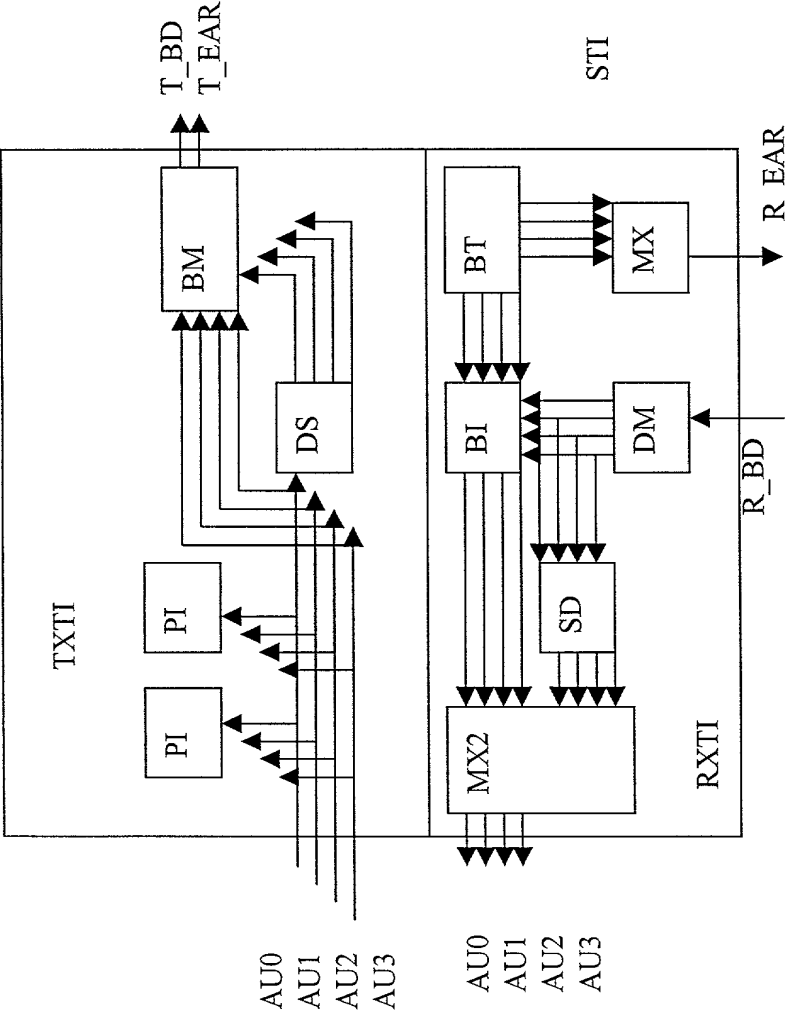 T_BD
T_EAR
STI
R_EAR
BM
BT
MX
DS
BI
DM
R_BD
TXTI
PI
PI
SD
MX2
RXTI
AU0
AU1
AU2
AU3
AU0
AU1
AU2
AU3